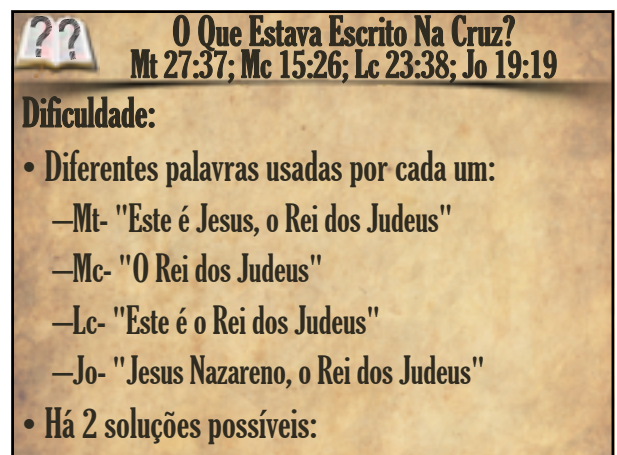 ??
O Que Estava Escrito Na Cruz?
Mt 27:37; Mc 15:26; Lc 23:38; Jo 19:19
Dificuldade:
• Diferentes palavras usadas por cada um:
–Mt- "Este é Jesus, o Rei dos Judeus"
–Mc- "O Rei dos Judeus"
–Lc- "Este é o Rei dos Judeus"
–Jo- "Jesus Nazareno, o Rei dos Judeus"
• Há 2 soluções possíveis: